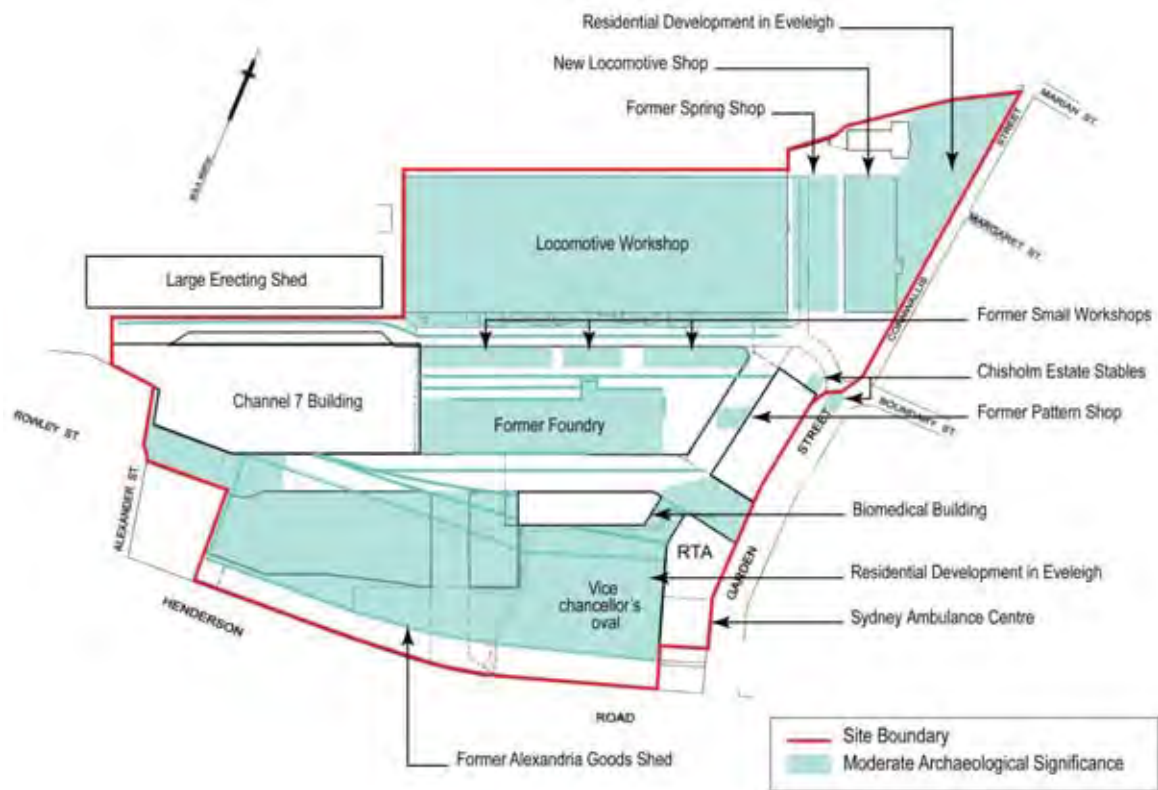 Residential Development in Eveleigh
New Locomotive Shop
Former Spring Shop
MARIAN ST.
STREET
MARGARET ST.
CORNWALLIS
Locomotive Workshop
Large Erecting Shed
Former Small Workshops
Chisholm Estate Stables
Channel 7 Building
Former Pattern Shop
BOUNDARY ST.
ROWLEY ST.
Former Foundry
STREET
ALEXANDER ST.
Biomedical Building
RTA
GARDEN
Residential Development in Eveleigh
HENDERSON
Vice
chancellor's
oval
Sydney Ambulance Centre
ROAD
Former Alexandria Goods Shed
Site Boundary
Moderate Archaeological Significance